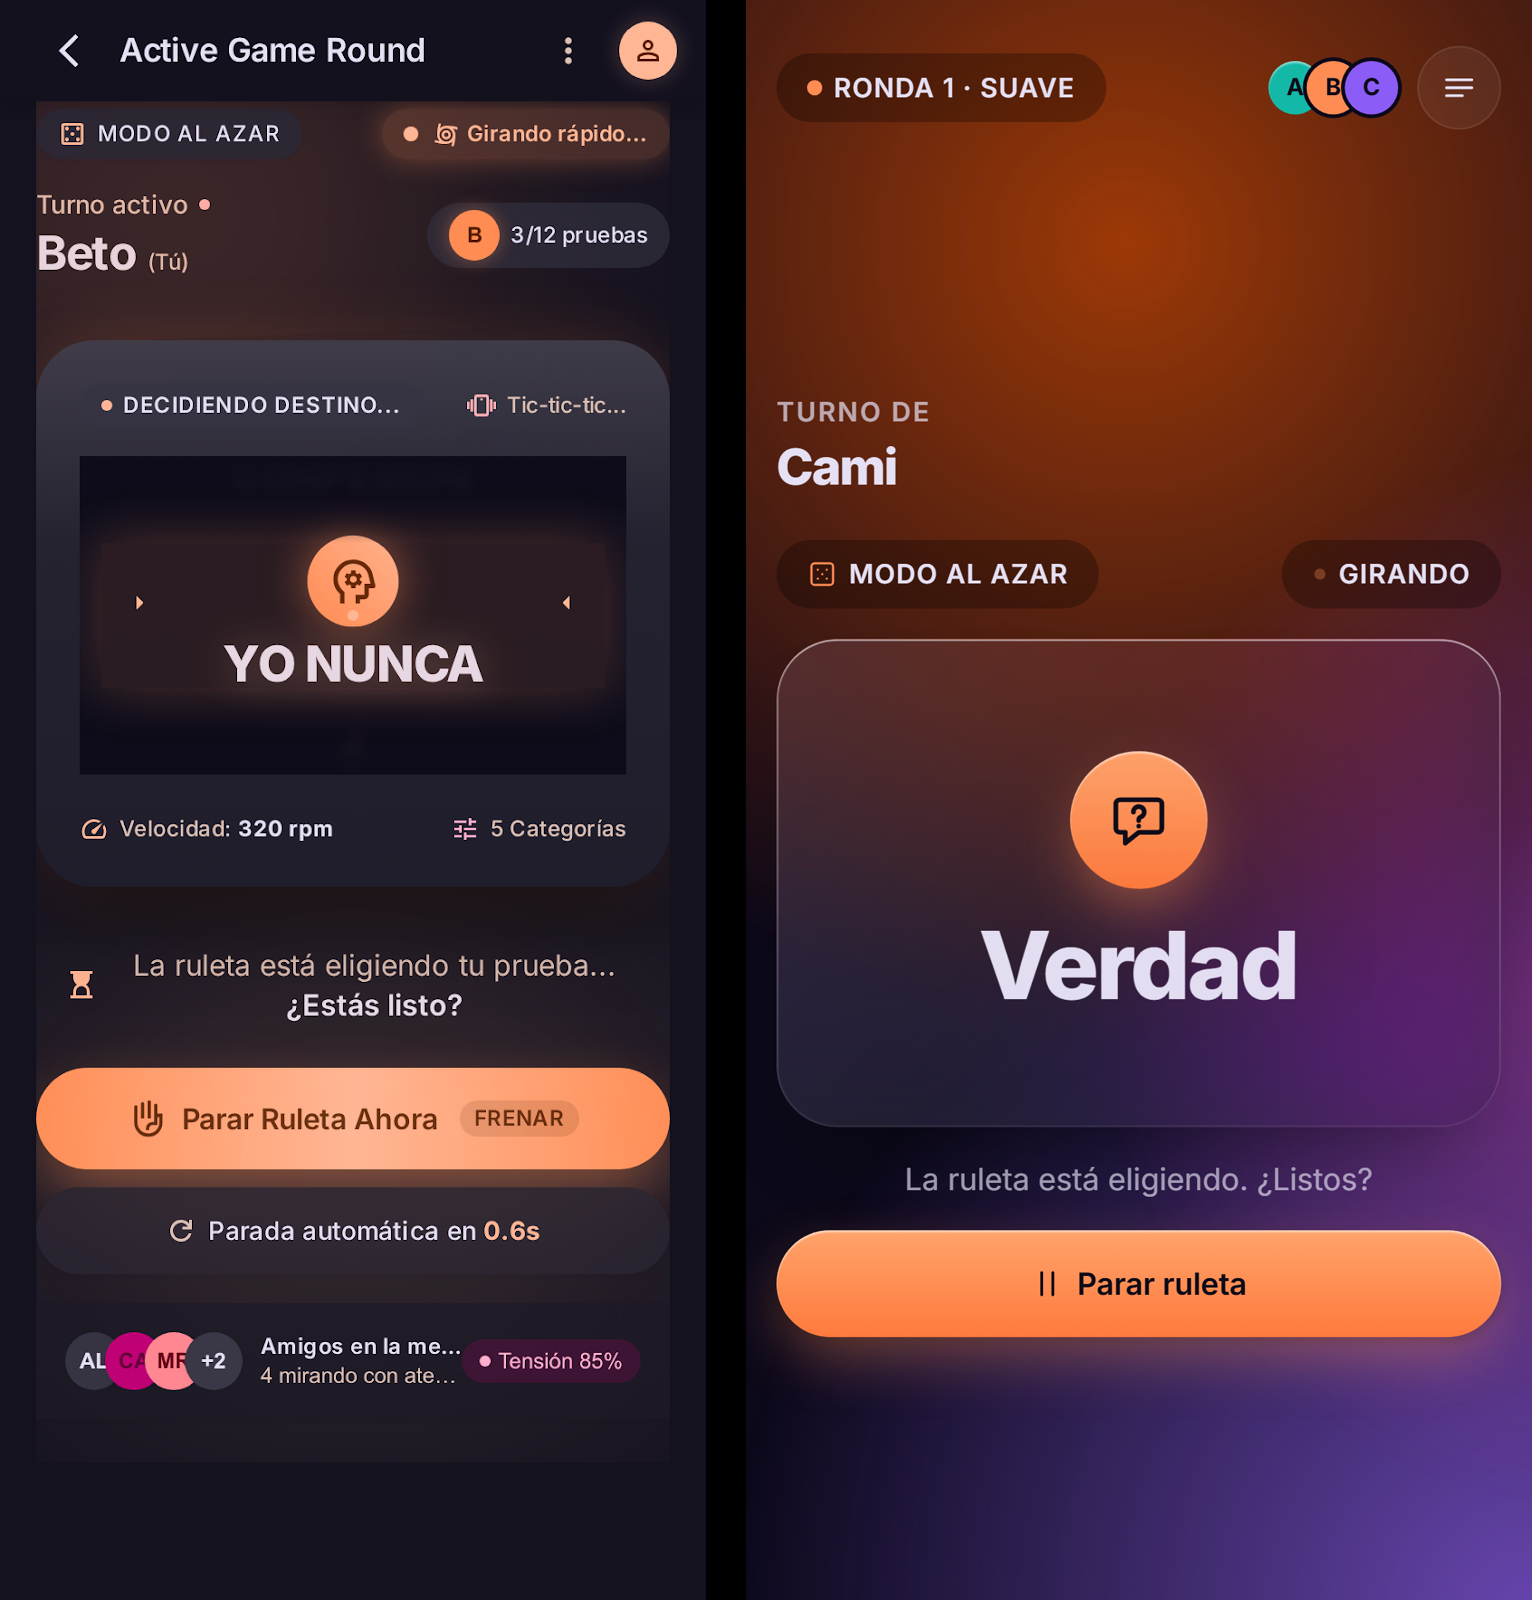 Active Game Round
MODO AL AZAR
Girando rápido...
Turno activo
Beto (Tú)
B
3/12 pruebas
DECIDIENDO DESTINO...
Tic-tic-tic...
YO NUNCA
Velocidad: 320 rpm
5 Categorías
La ruleta está eligiendo tu prueba...
¿Estás listo?
Parar Ruleta Ahora
FRENAR
Parada automática en 0.6s
AL
CA
MR
+2
Amigos en la me...
4 mirando con ate...
Tensión 85%
RONDA 1 · SUAVE
A
B
C
TURNO DE
Cami
MODO AL AZAR
GIRANDO
?
Verdad
La ruleta está eligiendo. ¿Listos?
Parar ruleta